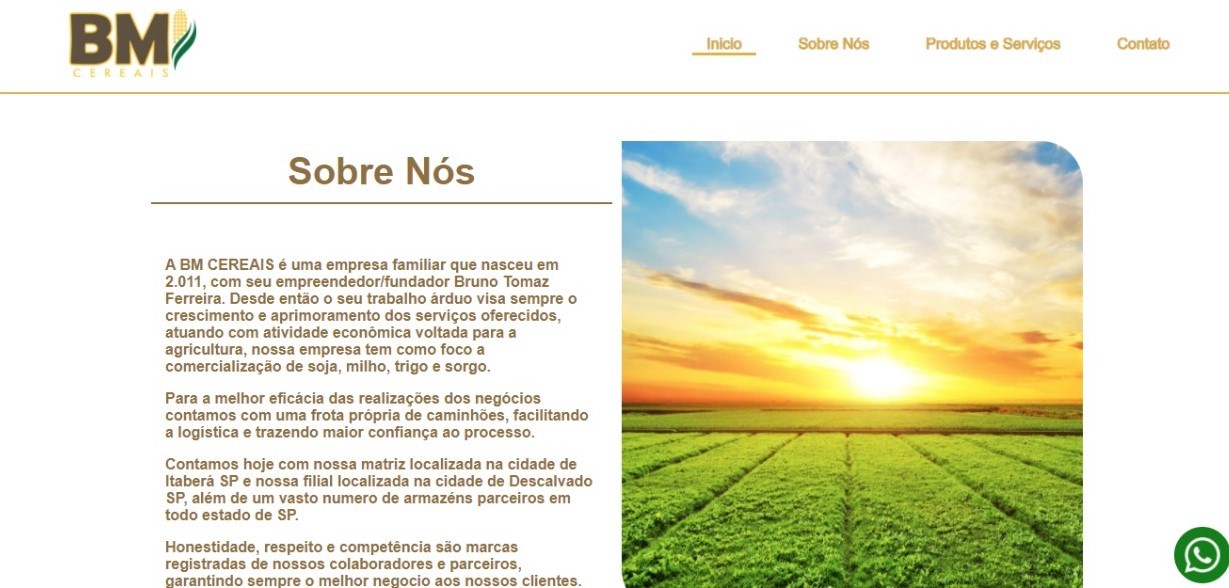 BM
CEREAIS
Inicio
Sobre Nós
Produtos e Serviços
Contato
Sobre Nós
A BM CEREAIS é uma empresa familiar que nasceu em
2.011, com seu empreendedor/fundador Bruno Tomaz
Ferreira. Desde então o seu trabalho árduo visa sempre o
crescimento e aprimoramento dos serviços oferecidos,
atuando com atividade econômica voltada para a
agricultura, nossa empresa tem como foco a
comercialização de soja, milho, trigo e sorgo.
Para a melhor eficácia das realizações dos negócios
contamos com uma frota própria de caminhões, facilitando
a logística e trazendo maior confiança ao processo.
Contamos hoje com nossa matriz localizada na cidade de
Itaberá SP e nossa filial localizada na cidade de Descalvado
SP, além de um vasto numero de armazéns parceiros em
todo estado de SP.
Honestidade, respeito e competência são marcas
registradas de nossos colaboradores e parceiros,
garantindo sempre o melhor negocio aos nossos clientes.